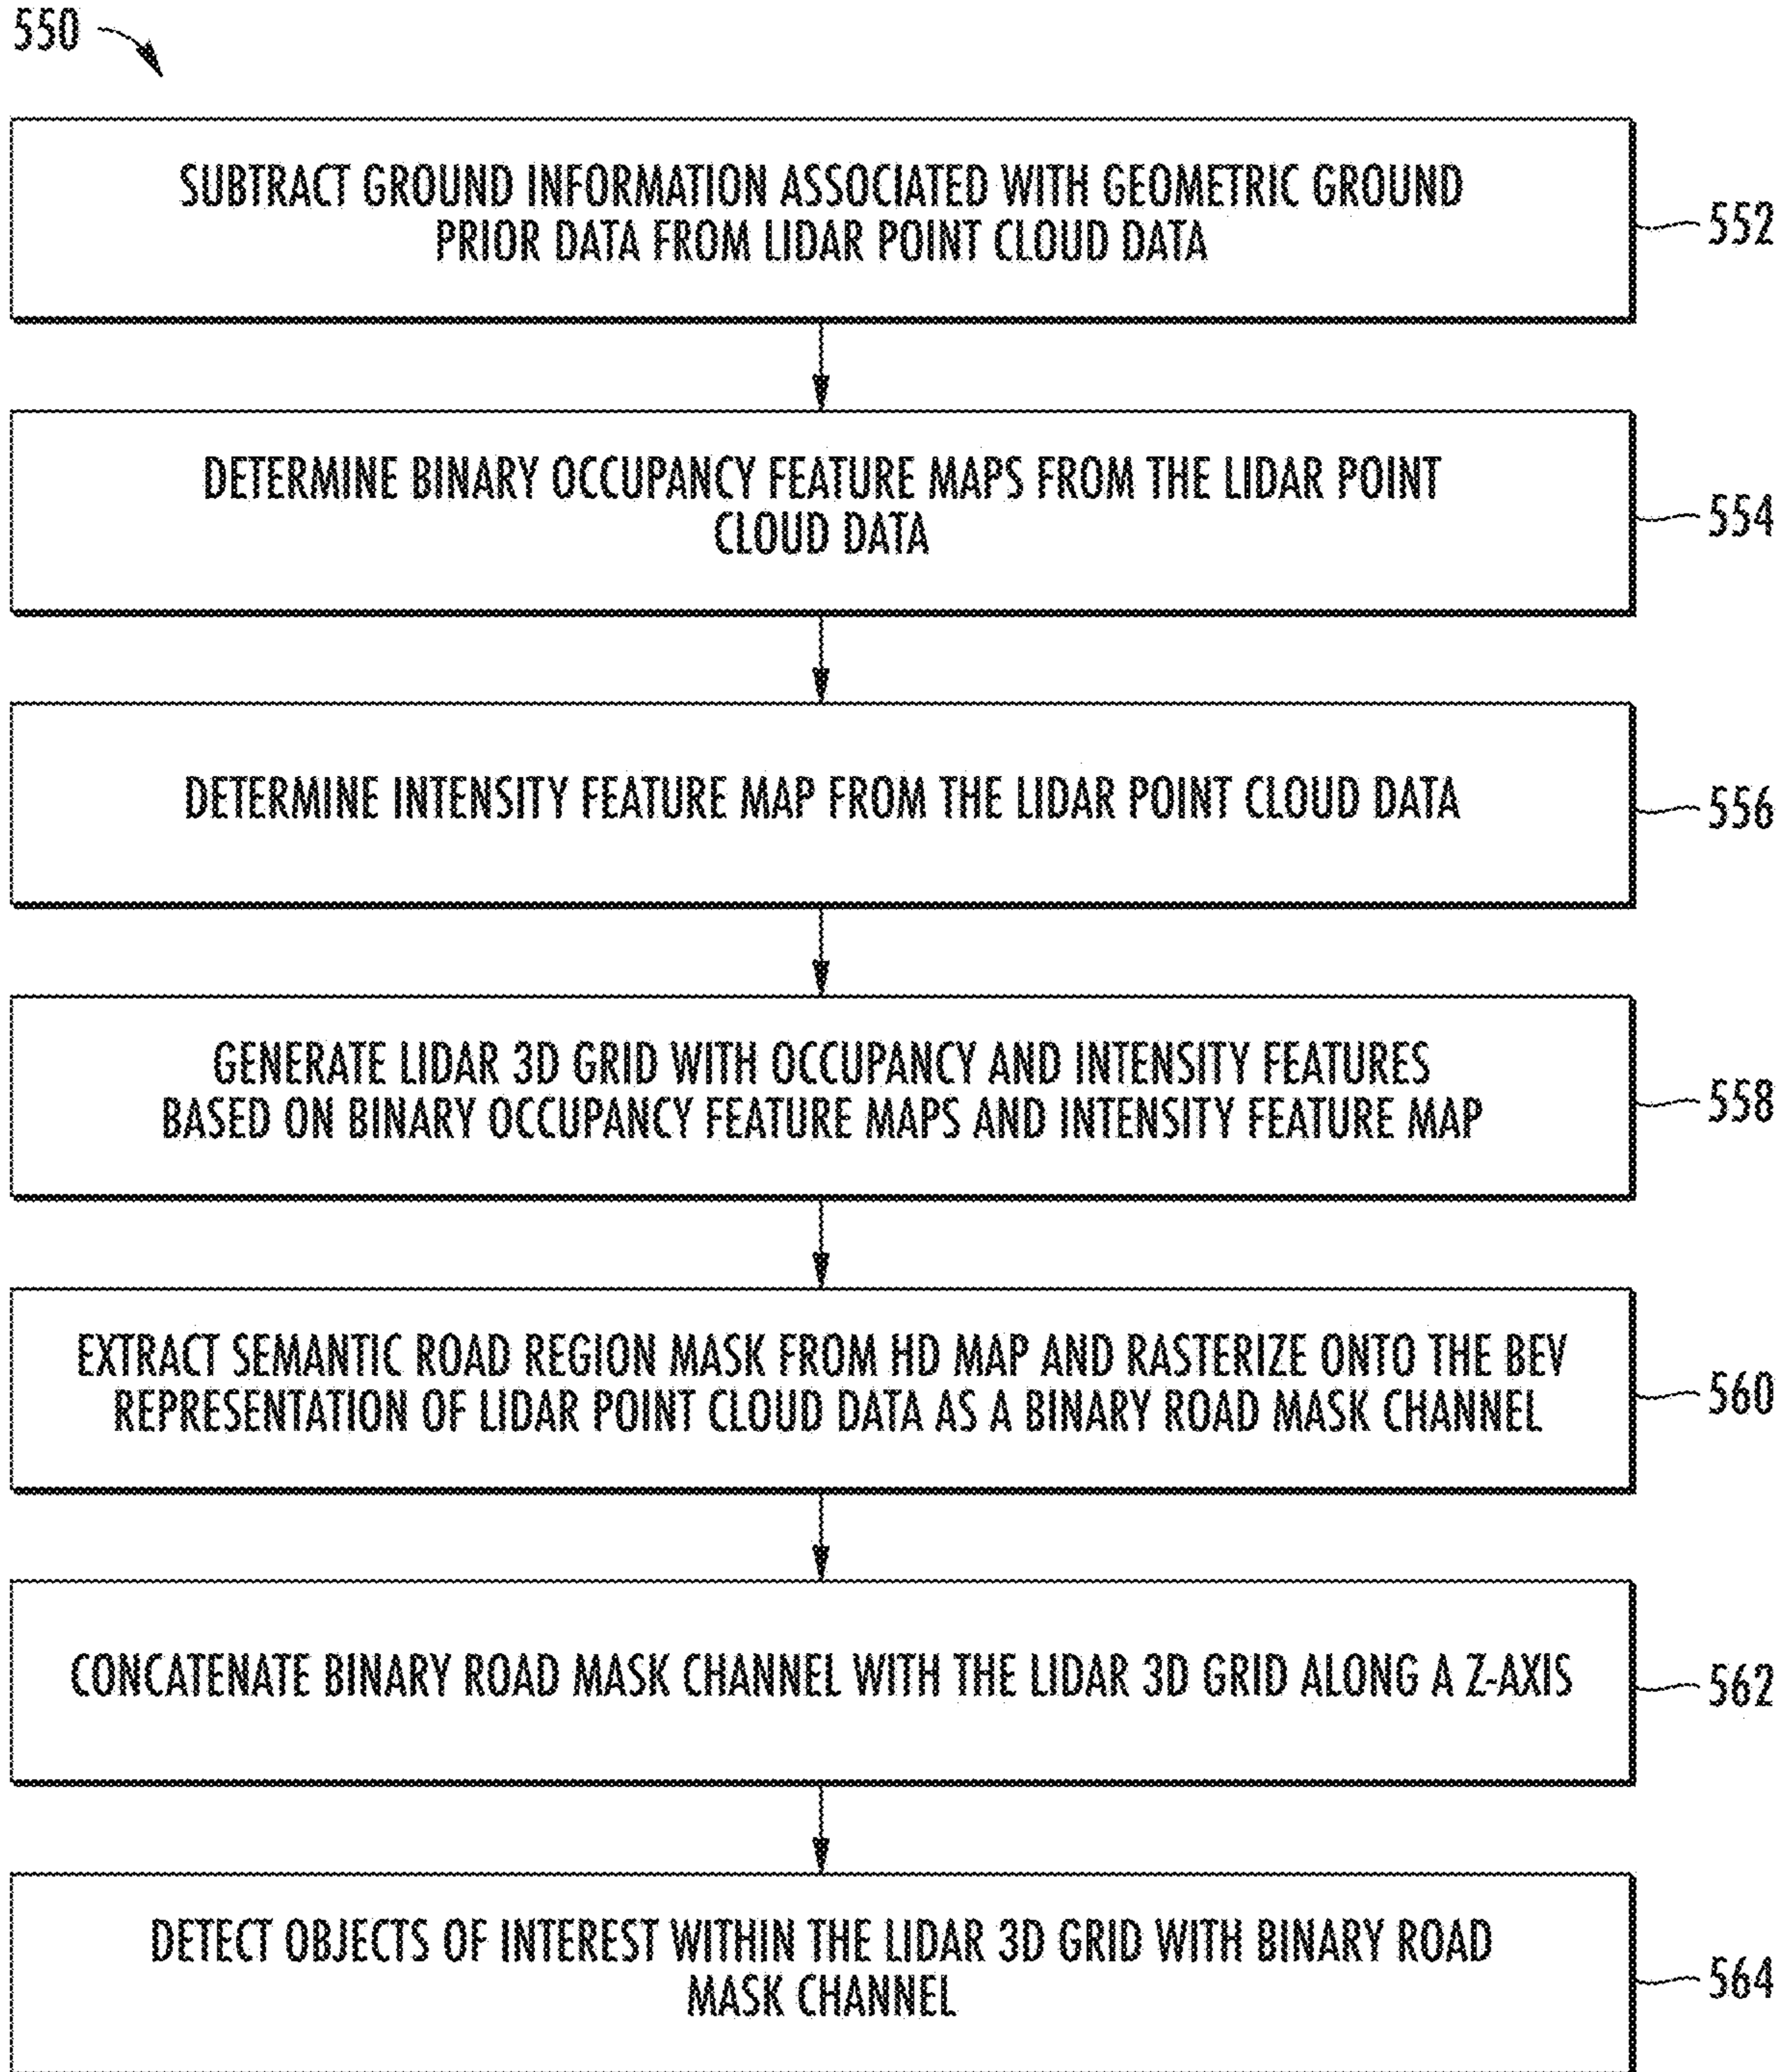 550
SUBTRACT GROUND INFORMATION ASSOCIATED WITH GEOMETRIC GROUND
PRIOR DATA FROM LIDAR POINT CLOUD DATA
552
DETERMINE BINARY OCCUPANCY FEATURE MAPS FROM THE LIDAR POINT
CLOUD DATA
554
DETERMINE INTENSITY FEATURE MAP FROM THE LIDAR POINT CLOUD DATA
556
GENERATE LIDAR 3D GRID WITH OCCUPANCY AND INTENSITY FEATURES
BASED ON BINARY OCCUPANCY FEATURE MAPS AND INTENSITY FEATURE MAP
558
EXTRACT SEMANTIC ROAD REGION MASK FROM HD MAP AND RASTERIZE ONTO THE BEV
REPRESENTATION OF LIDAR POINT CLOUD DATA AS A BINARY ROAD MASK CHANNEL
560
CONCATENATE BINARY ROAD MASK CHANNEL WITH THE LIDAR 3D GRID ALONG A Z-AXIS
562
DETECT OBJECTS OF INTEREST WITHIN THE LIDAR 3D GRID WITH BINARY ROAD
MASK CHANNEL
564